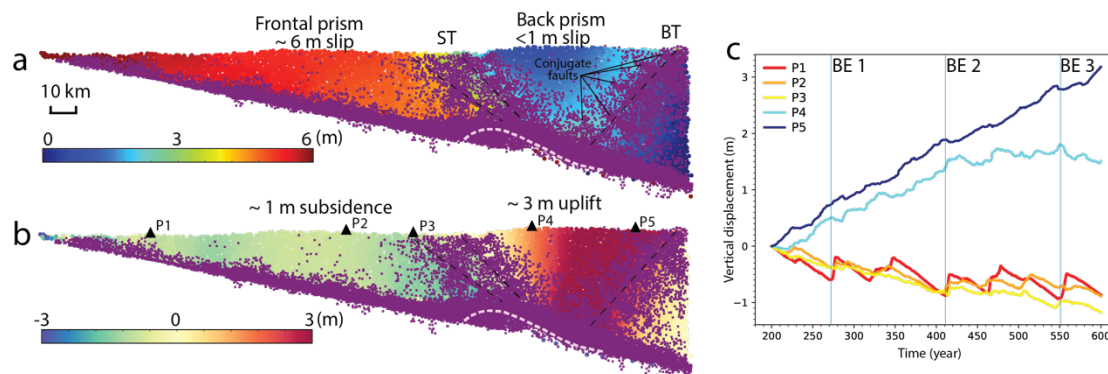 a
Frontal prism
~ 6 m slip
ST
Back prism
<1 m slip
BT
Conjugate
faults
10 km
0 3 6 (m)
b
~ 1 m subsidence
~ 3 m uplift
P1
P2
P3
P4
P5
-3 0 3 (m)
c
BE 1
BE 2
BE 3
P1
P2
P3
P4
P5
Vertical displacement (m)
3
2
1
0
−1
200 250 300 350 400 450 500 550 600
Time (year)